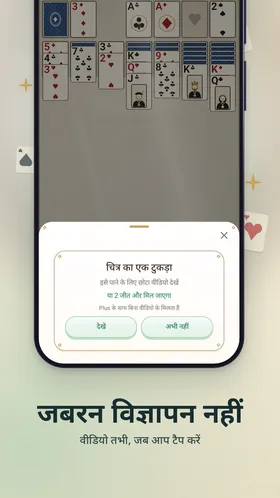 चित्र का एक टुकड़ा
इसे पाने के लिए छोटा वीडियो देखें
या 2 जीत और मिल जाएगा
Plus के साथ बिना वीडियो के मिलता है
देखें
अभी नहीं
जबरन विज्ञापन नहीं
वीडियो तभी, जब आप टैप करें